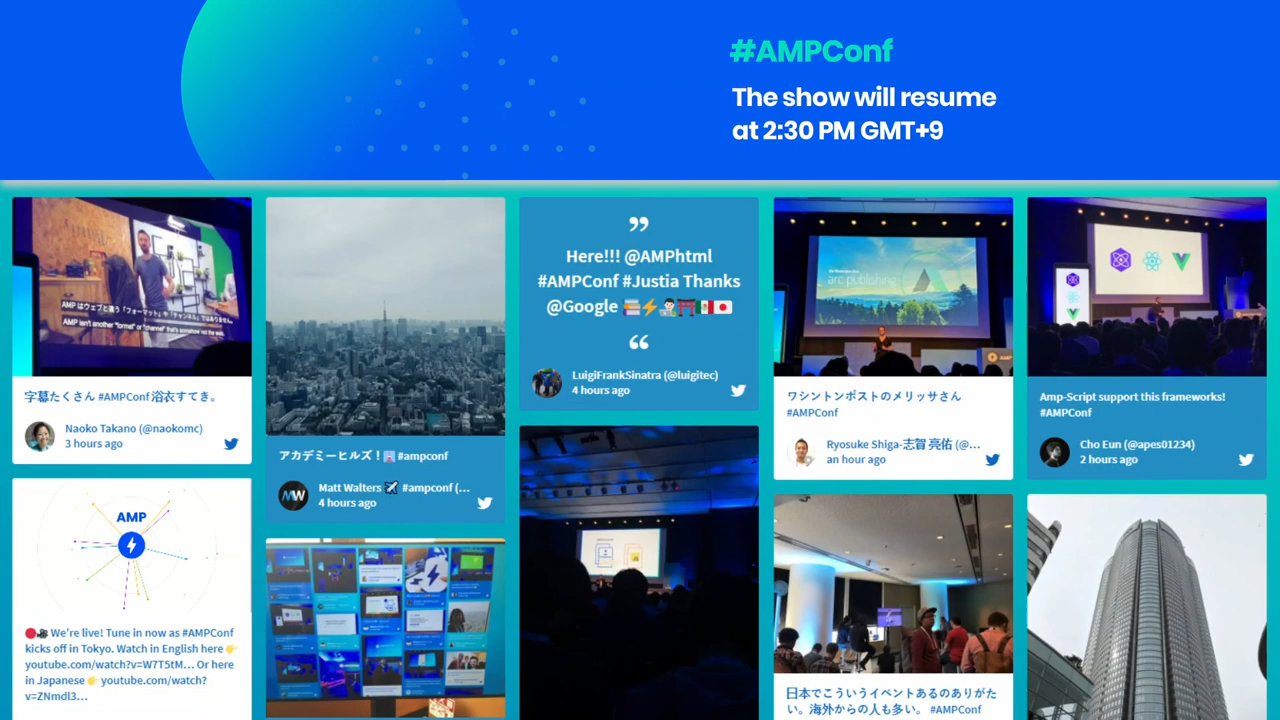 #AMPConf
The show will resume
at 2:30 PM GMT+9
AMP はウェブと違う「フォーマット」や「チャンネル」ではありません。
AMP isn't another "format" or "channel" that's somehow not the web.
字幕たくさん #AMPConf 浴衣すてき。
Naoko Takano (@naokomc)
3 hours ago
AMP
🔴🎥 We're live! Tune in now as #AMPConf
kicks off in Tokyo. Watch in English here 👉
youtube.com/watch?v=W7T5tM... Or here
in Japanese 👉 youtube.com/watch?
v=ZNmdl3...
アカデミーヒルズ！🏨#ampconf
MW
Matt Walters ✈️ #ampconf (...
4 hours ago
”
Here!!! @AMPhtml
#AMPConf #Justia Thanks
@Google 📚⚡👨🏻‍💻⛩️🇲🇽🇯🇵
“
LuigiFrankSinatra (@luigitec)
4 hours ago
arc publishing
AMP
ワシントンポストのメリッサさん
#AMPConf
Ryosuke Shiga-志賀 亮佑 (@...
an hour ago
日本でこういうイベントあるのありがた
い。海外からの人も多い。 #AMPConf
Amp-Script support this frameworks!
#AMPConf
Cho Eun (@apes01234)
2 hours ago